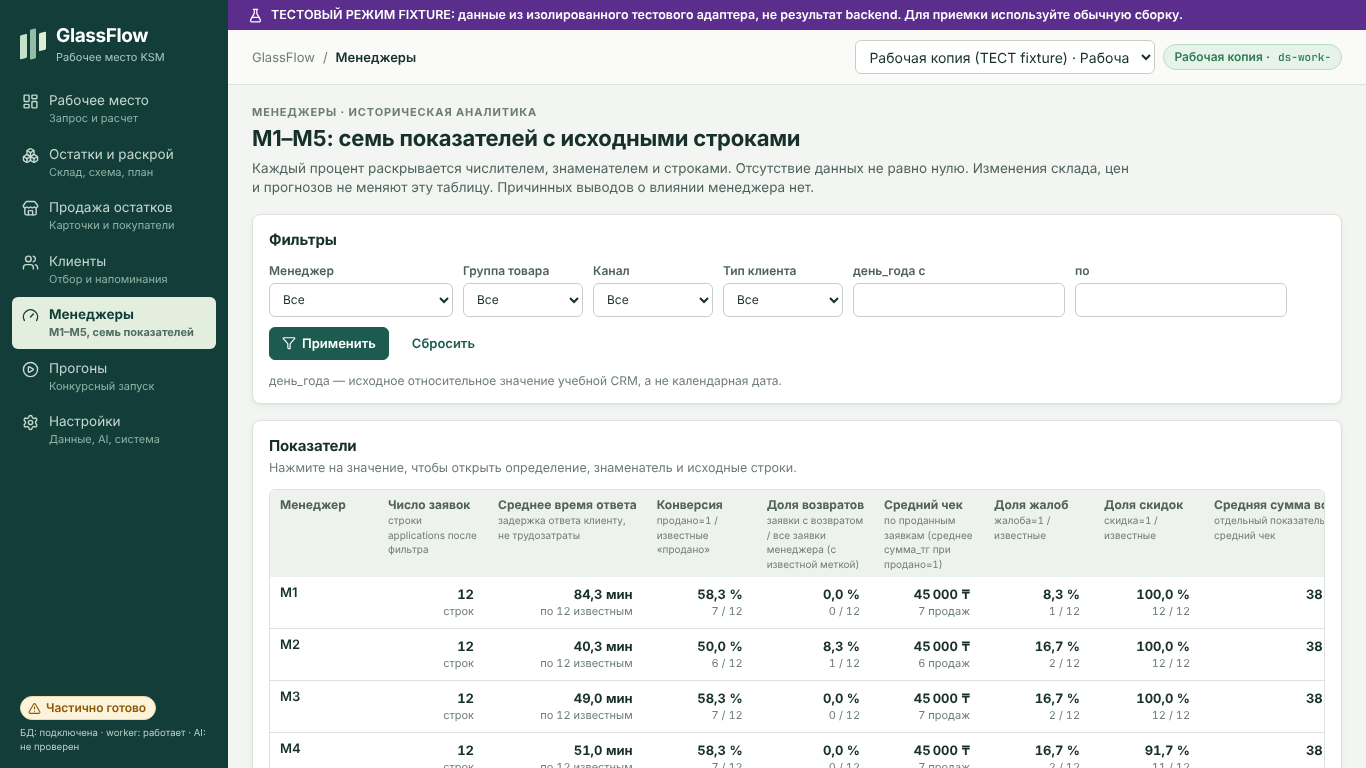 ТЕСТОВЫЙ РЕЖИМ FIXTURE: данные из изолированного тестового адаптера, не результат backend. Для приемки используйте обычную сборку.
GlassFlow
Рабочее место KSM
GlassFlow / Менеджеры
Рабочая копия (ТЕСТ fixture) · Рабоча
Рабочая копия · ds-work-
Рабочее место
Запрос и расчет
Остатки и раскрой
Склад, схема, план
Продажа остатков
Карточки и покупатели
Клиенты
Отбор и напоминания
Менеджеры
М1–М5, семь показателей
Прогоны
Конкурсный запуск
Настройки
Данные, AI, система
Частично готово
БД: подключена · worker: работает · AI:
не проверен
МЕНЕДЖЕРЫ · ИСТОРИЧЕСКАЯ АНАЛИТИКА
М1–М5: семь показателей с исходными строками
Каждый процент раскрывается числителем, знаменателем и строками. Отсутствие данных не равно нулю. Изменения склада, цен
и прогнозов не меняют эту таблицу. Причинных выводов о влиянии менеджера нет.
Фильтры
Менеджер Группа товара Канал Тип клиента день_года с по
Все Все Все Все
Применить Сбросить
день_года — исходное относительное значение учебной CRM, а не календарная дата.
Показатели
Нажмите на значение, чтобы открыть определение, знаменатель и исходные строки.
Менеджер Число заявок Среднее время ответа Конверсия Доля возвратов Средний чек Доля жалоб Доля скидок Средняя сумма
строки задержка ответа клиенту, продано=1 / заявки с возвратом по проданным жалоба=1 / скидка=1 / отдельный показатель
applications после не трудозатраты известные / все заявки заявкам (среднее известные известные средний чек
фильтра «продано» менеджера (с сумма_тг при
известной меткой) продано=1)
М1 12 84,3 мин 58,3 % 0,0 % 45 000 ₸ 8,3 % 100,0 % 38
строк по 12 известным 7 / 12 0 / 12 7 продаж 1 / 12 12 / 12
М2 12 40,3 мин 50,0 % 8,3 % 45 000 ₸ 16,7 % 100,0 % 38
строк по 12 известным 6 / 12 1 / 12 6 продаж 2 / 12 12 / 12
М3 12 49,0 мин 58,3 % 0,0 % 45 000 ₸ 16,7 % 100,0 % 38
строк по 12 известным 7 / 12 0 / 12 7 продаж 2 / 12 12 / 12
М4 12 51,0 мин 58,3 % 0,0 % 45 000 ₸ 16,7 % 91,7 % 38
строк по 12 известным 7 / 12 0 / 12 7 продаж 2 / 12 11 / 12